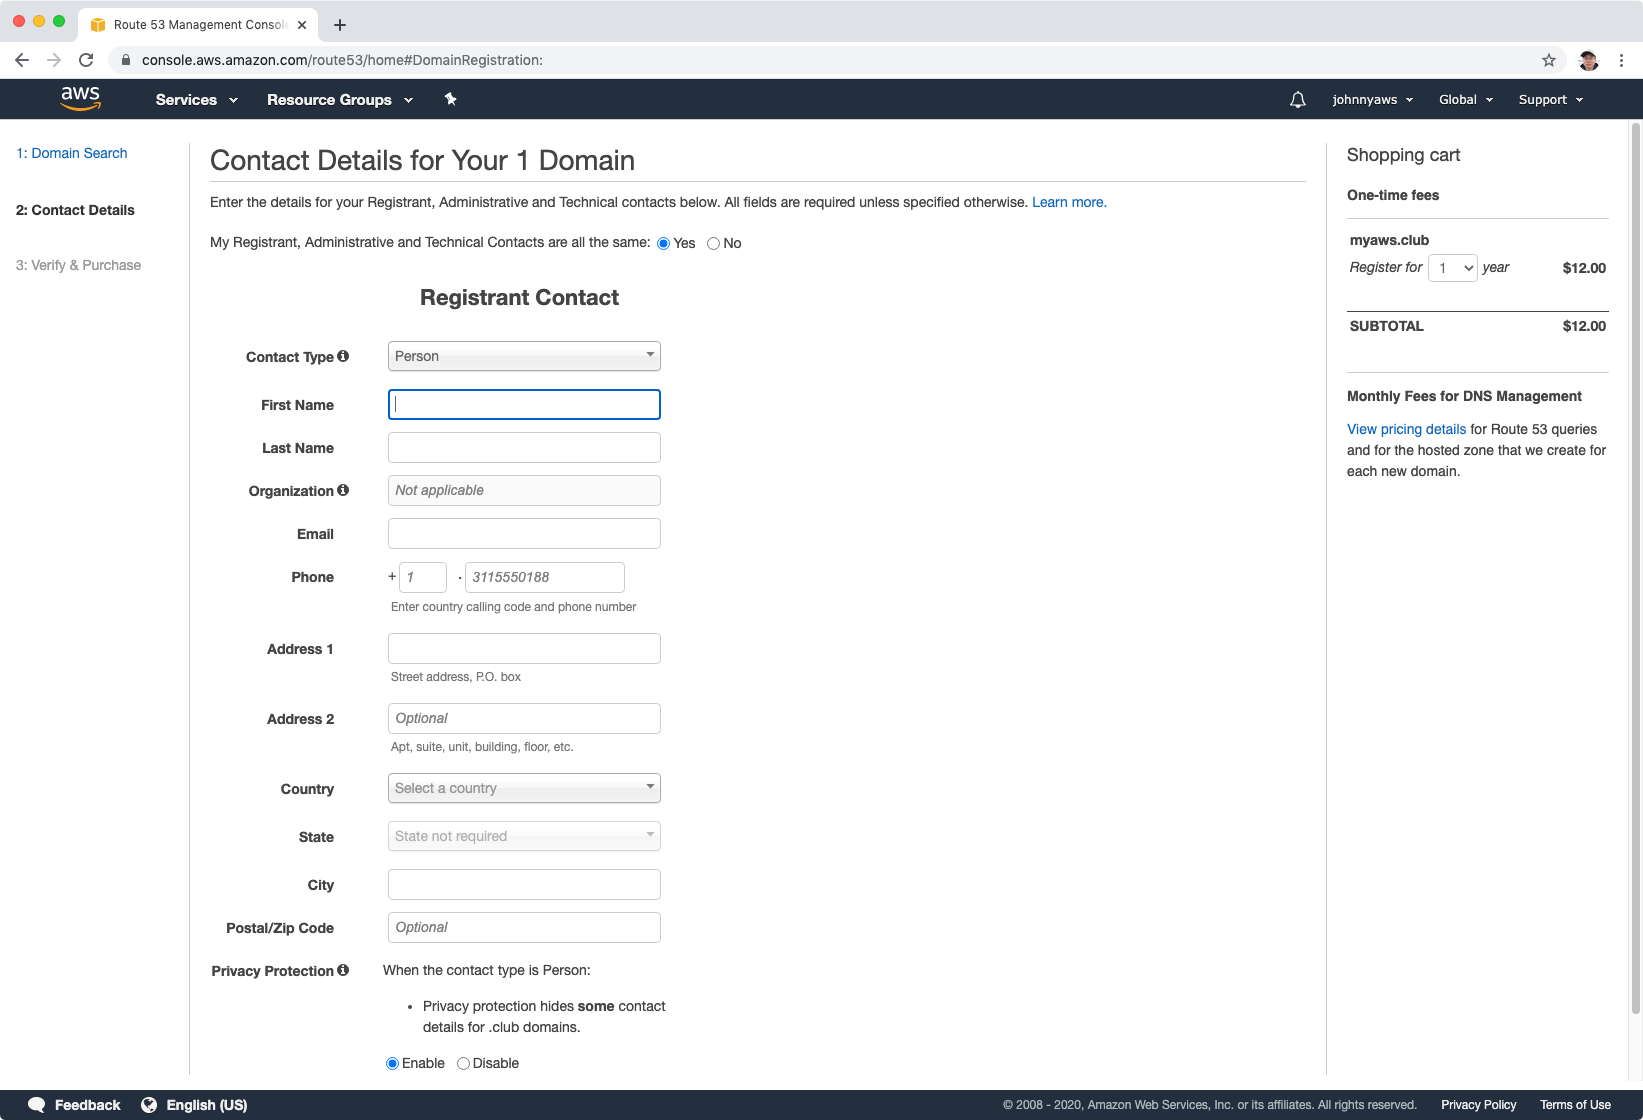 Route 53 Management Console
console.aws.amazon.com/route53/home#DomainRegistration:
aws
Services
Resource Groups
johnnyaws
Global
Support
1: Domain Search
2: Contact Details
3: Verify & Purchase
Contact Details for Your 1 Domain
Enter the details for your Registrant, Administrative and Technical contacts below. All fields are required unless specified otherwise. Learn more.
My Registrant, Administrative and Technical Contacts are all the same: Yes No
Registrant Contact
Contact Type Person
First Name
Last Name
Organization Not applicable
Email
Phone + 1 . 3115550188
Enter country calling code and phone number
Address 1
Street address, P.O. box
Address 2 Optional
Apt, suite, unit, building, floor, etc.
Country Select a country
State State not required
City
Postal/Zip Code Optional
Privacy Protection When the contact type is Person:
• Privacy protection hides some contact
details for .club domains.
Enable Disable
Shopping cart
One-time fees
myaws.club
Register for 1 year $12.00
SUBTOTAL $12.00
Monthly Fees for DNS Management
View pricing details for Route 53 queries
and for the hosted zone that we create for
each new domain.
Feedback
English (US)
© 2008 - 2020, Amazon Web Services, Inc. or its affiliates. All rights reserved.
Privacy Policy
Terms of Use